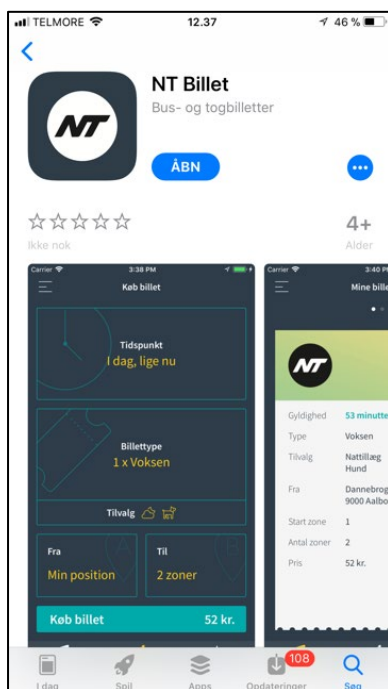 TELMORE 12.37 46 %
NT Billet
Bus- og togbilletter
NT
ÅBN
4+
Ikke nok Alder
Carrier 3:38 PM
Køb billet
Tidspunkt
I dag, lige nu
Billettype
1 x Voksen
Tilvalg
Fra Til
Min position 2 zoner
Køb billet 52 kr.
Carrier 3:40 PM
Mine bille
NT
Gyldighed 53 minutte
Type Voksen
Tilvalg Nattillæg
Hund
Fra Dannebrog
9000 Aalbo
Start zone 1
Antal zoner 2
Pris 52 kr.
108
I dag Spil Apps Opdateringer Søg